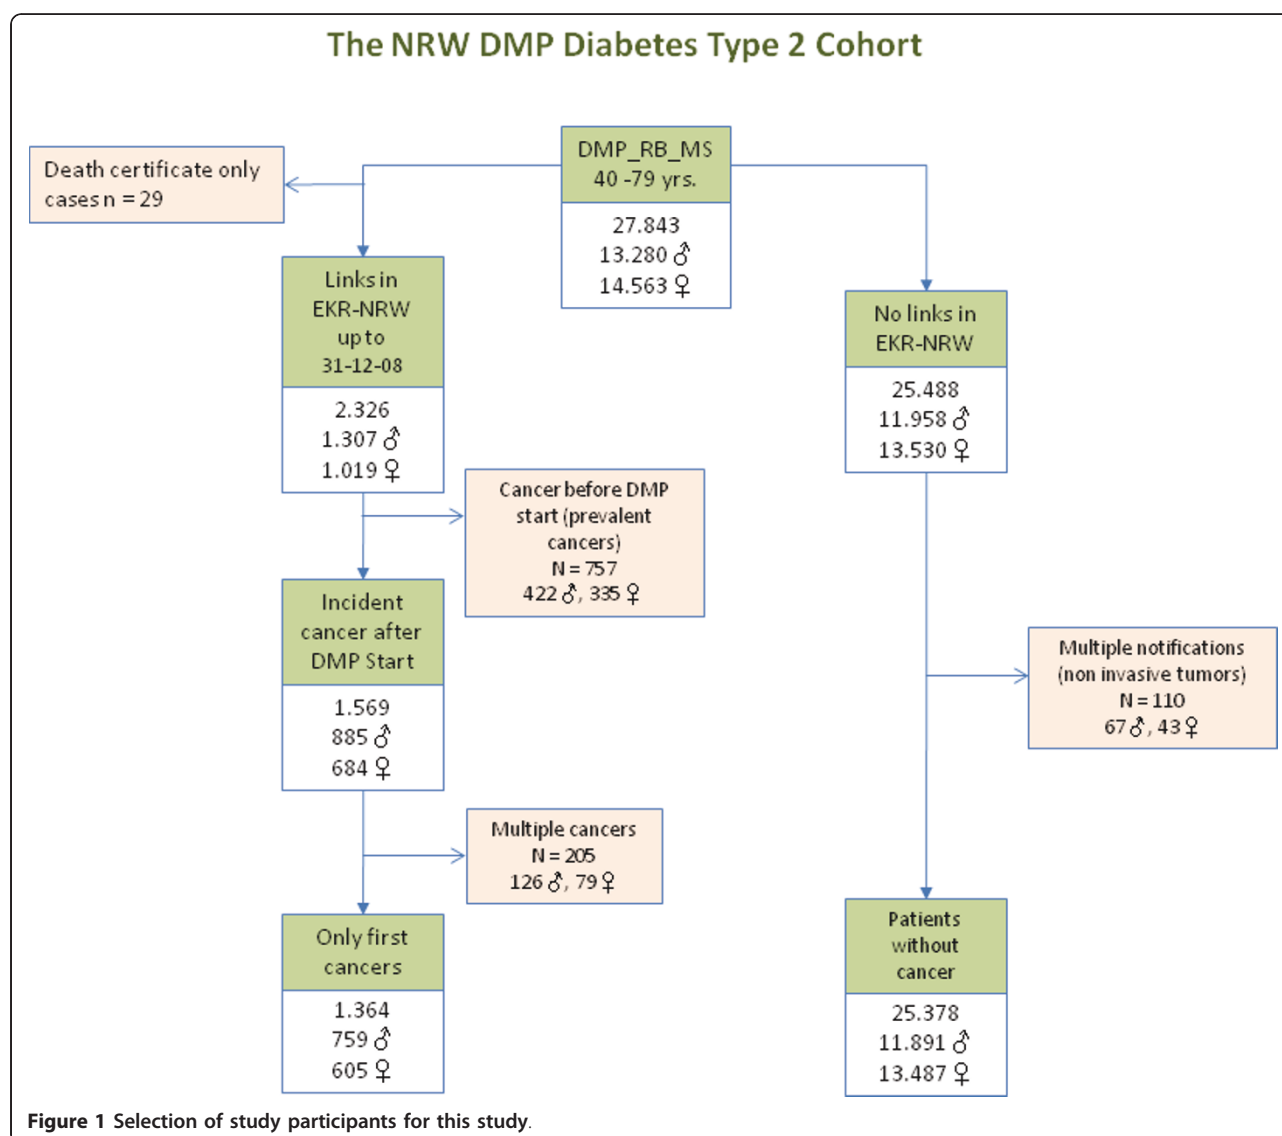 The NRW DMP Diabetes Type 2 Cohort
DMP_RB_MS
40 -79 yrs.
27.843
13.280 ♂
14.563 ♀
Death certificate only
cases n = 29
Links in
EKR-NRW
up to
31-12-08
2.326
1.307 ♂
1.019 ♀
No links in
EKR-NRW
25.488
11.958 ♂
13.530 ♀
Cancer before DMP
start (prevalent
cancers)
N = 757
422 ♂, 335 ♀
Incident
cancer after
DMP Start
1.569
885 ♂
684 ♀
Multiple notifications
(non invasive tumors)
N = 110
67 ♂, 43 ♀
Multiple cancers
N = 205
126 ♂, 79 ♀
Only first
cancers
1.364
759 ♂
605 ♀
Patients
without
cancer
25.378
11.891 ♂
13.487 ♀
Figure 1 Selection of study participants for this study.